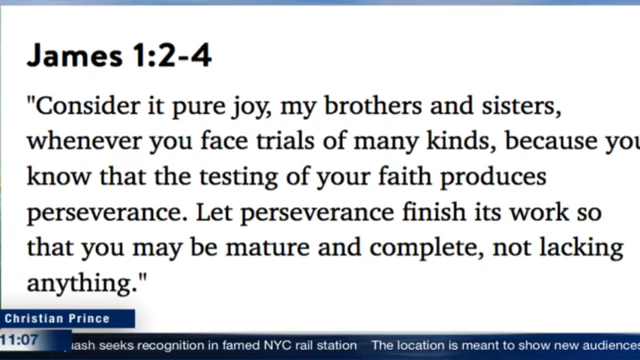 James 1:2-4
"Consider it pure joy, my brothers and sisters,
whenever you face trials of many kinds, because you
know that the testing of your faith produces
perseverance. Let perseverance finish its work so
that you may be mature and complete, not lacking
anything."
Christian Prince
11:07
seeks recognition in famed NYC rail station The location is meant to show new audiences